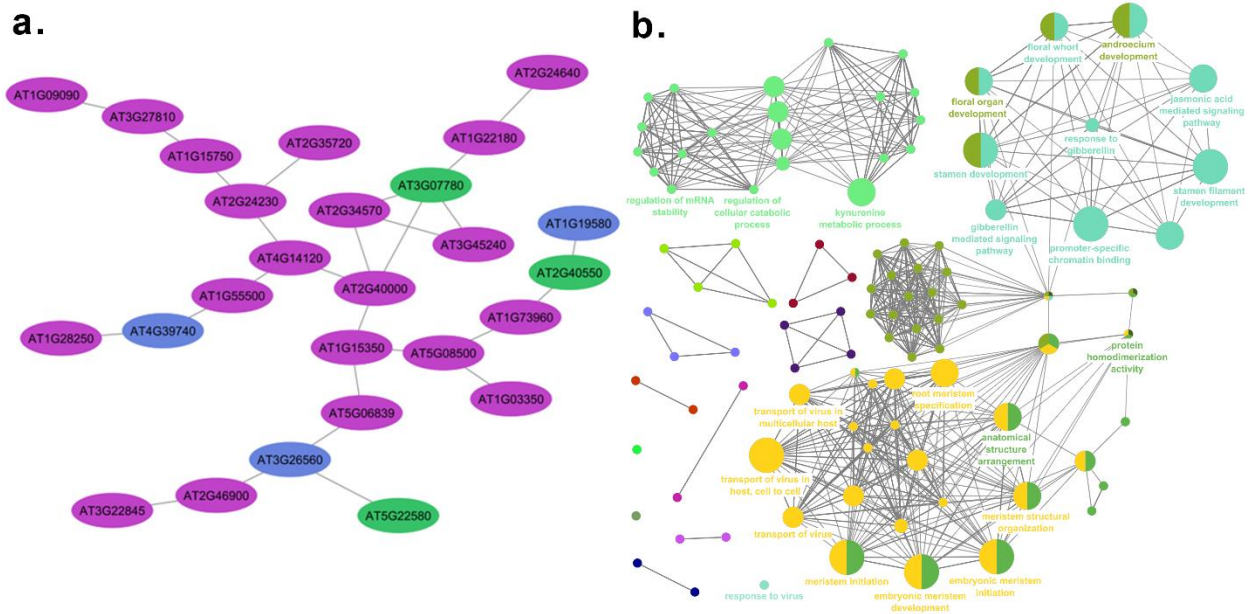 a.
AT2G24640
AT1G09090
AT3G27810
AT1G22180
AT2G35720
AT1G15750
AT3G07780
AT2G24230
AT2G34570
AT1G19580
AT3G45240
AT4G14120
AT2G40550
AT2G40000
AT1G55500
AT1G73960
AT4G39740
AT1G28250
AT1G15350
AT5G08500
AT1G03350
AT5G06839
AT3G26560
AT2G46900
AT3G22845
AT5G22580
b.
floral whorl
development
androecium
development
floral organ
development
jasmonic acid
mediated signaling
pathway
response to
gibberellin
stamen development
stamen filament
development
gibberellin
mediated signaling
pathway
promoter-specific
chromatin binding
regulation of mRNA
stability
regulation of
cellular catabolic
process
kynuronine
metabolic process
protein
homodimerization
activity
root meristem
specification
transport of virus in
multicellular host
anatomical
structure
arrangement
transport of virus in
host, cell to cell
meristem structural
organization
transport of virus
meristem initiation
embryonic meristem
development
embryonic meristem
initiation
response to virus